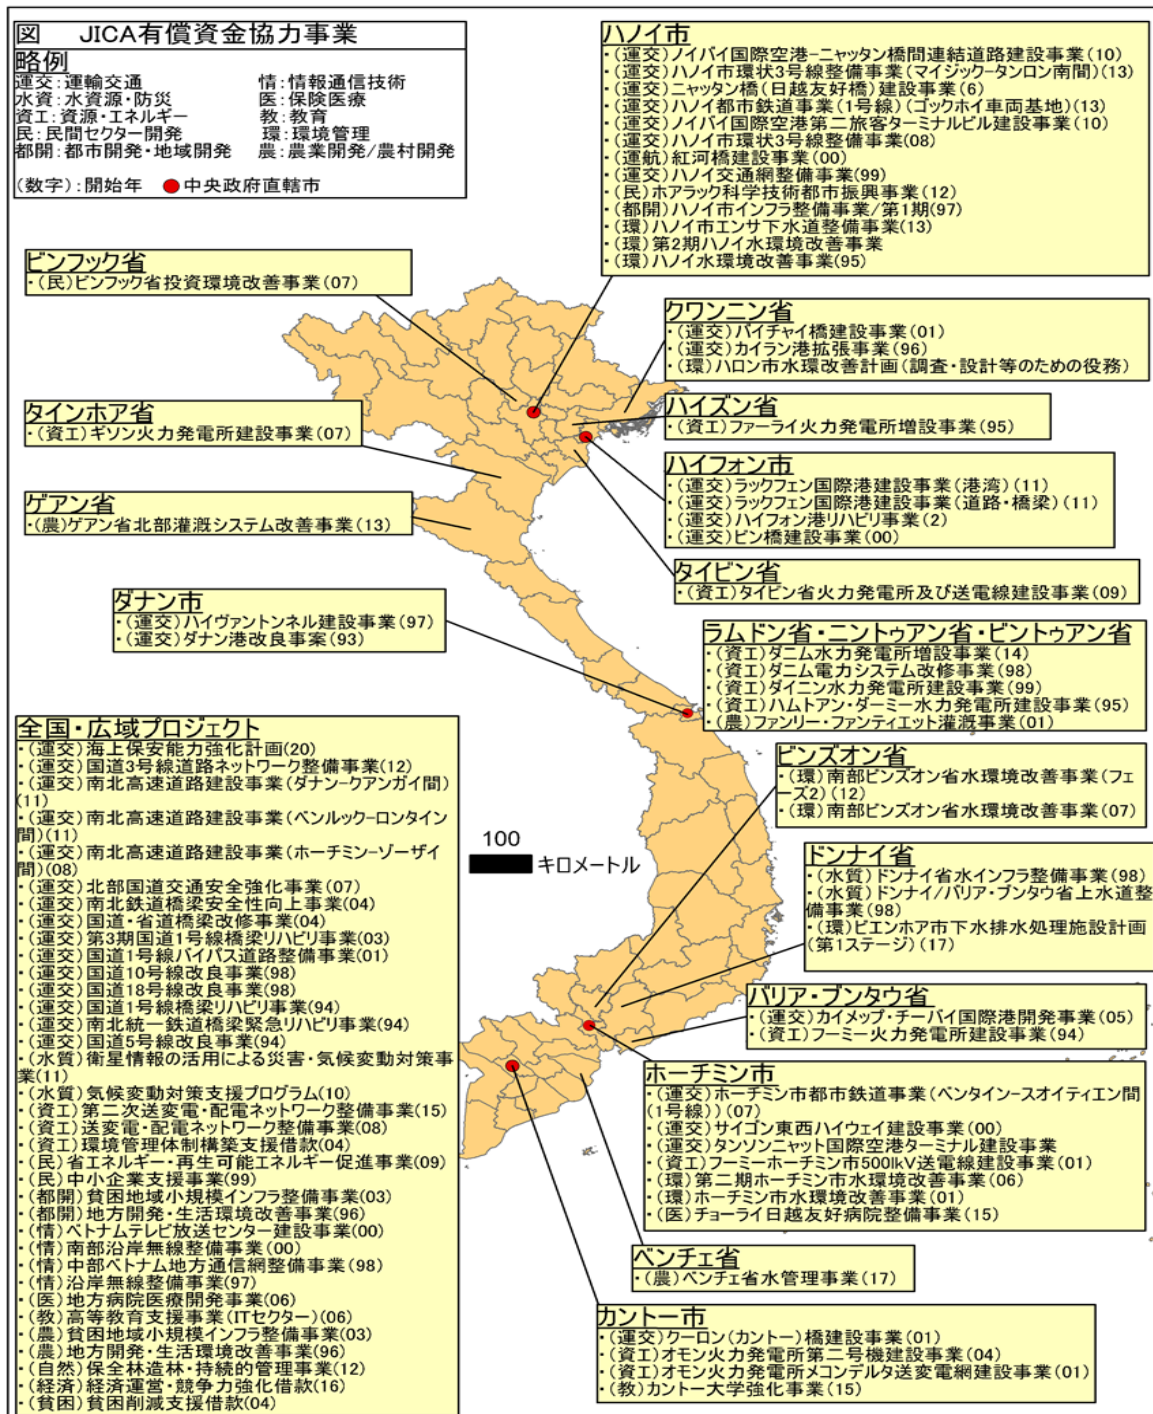 図 JICA有償資金協力事業
略例
運交:運輸交通 情:情報通信技術
水資:水資源・防災 医:保険医療
資工:資源・エネルギー 教:教育
民:民間セクター開発 環:環境管理
都開:都市開発・地域開発 農:農業開発/農村開発
(数字):開始年 ●中央政府直轄市
ハノイ市
・(運交)ノイバイ国際空港-ニャッタン橋間連結道路建設事業(10)
・(運交)ハノイ市環状3号線整備事業(マイジック-タンロン南間)(13)
・(運交)ニャッタン橋(日越友好橋)建設事業(6)
・(運交)ハノイ都市鉄道事業(1号線)(ゴックホイ車両基地)(13)
・(運交)ノイバイ国際空港第二旅客ターミナルビル建設事業(10)
・(運交)ハノイ市環状3号線整備事業(08)
・(運航)紅河橋建設事業(00)
・(運交)ハノイ交通網整備事業(99)
・(民)ホアラック科学技術都市振興事業(12)
・(都開)ハノイ市インフラ整備事業/第1期(97)
・(環)ハノイ市エンサ下水道整備事業(13)
・(環)第2期ハノイ水環境改善事業
・(環)ハノイ水環境改善事業(95)
ビンフック省
・(民)ビンフック省投資環境改善事業(07)
クワンニン省
・(運交)バイチャイ橋建設事業(01)
・(運交)カイラン港拡張事業(96)
・(環)ハロン市水環改善計画(調査・設計等のための役務)
タインホア省
・(資工)ギソン火力発電所建設事業(07)
ハイズン省
・(資工)ファーライ火力発電所増設事業(95)
ハイフォン市
・(運交)ラックフェン国際港建設事業(港湾)(11)
・(運交)ラックフェン国際港建設事業(道路・橋梁)(11)
・(運交)ハイフォン港リハビリ事業(2)
・(運交)ビン橋建設事業(00)
ゲアン省
・(農)ゲアン省北部灌漑システム改善事業(13)
タイビン省
・(資工)タイビン省火力発電所及び送電線建設事業(09)
ダナン市
・(運交)ハイヴァントンネル建設事業(97)
・(運交)ダナン港改良事案(93)
ラムドン省・ニントゥアン省・ビントゥアン省
・(資工)ダニム水力発電所増設事業(14)
・(資工)ダニム電力システム改修事業(98)
・(資工)ダイニン水力発電所建設事業(99)
・(資工)ハムトアン・ダーミー水力発電所建設事業(95)
・(農)ファンリー・ファンティエット灌漑事業(01)
全国・広域プロジェクト
・(運交)海上保安能力強化計画(20)
・(運交)国道3号線道路ネットワーク整備事業(12)
・(運交)南北高速道路建設事業(ダナン-クアンガイ間)
(11)
・(運交)南北高速道路建設事業(ベンルック-ロンタイン
間)(11)
・(運交)南北高速道路建設事業(ホーチミン-ゾーザイ
間)(08)
・(運交)北部国道交通安全強化事業(07)
・(運交)南北鉄道橋梁安全性向上事業(04)
・(運交)国道・省道橋梁改修事業(04)
・(運交)第3期国道1号線橋梁リハビリ事業(03)
・(運交)国道1号線バイパス道路整備事業(01)
・(運交)国道10号線改良事業(98)
・(運交)国道18号線改良事業(98)
・(運交)国道1号線橋梁リハビリ事業(94)
・(運交)南北統一鉄道橋梁緊急リハビリ事業(94)
・(運交)国道5号線改良事業(94)
・(水質)衛星情報の活用による災害・気候変動対策事
業(11)
・(水質)気候変動対策支援プログラム(10)
・(資工)第二次送変電・配電ネットワーク整備事業(15)
・(資工)送変電・配電ネットワーク整備事業(08)
・(資工)環境管理体制構築支援借款(04)
・(民)省エネルギー・再生可能エネルギー促進事業(09)
・(民)中小企業支援事業(99)
・(都開)貧困地域小規模インフラ整備事業(03)
・(都開)地方開発・生活環境改善事業(96)
・(情)ベトナムテレビ放送センター建設事業(00)
・(情)南部沿岸無線整備事業(00)
・(情)中部ベトナム地方通信網整備事業(98)
・(情)沿岸無線整備事業(97)
・(医)地方病院医療開発事業(06)
・(教)高等教育支援事業(ITセクター)(06)
・(農)貧困地域小規模インフラ整備事業(03)
・(農)地方開発・生活環境改善事業(96)
・(自然)保全林造林・持続的管理事業(12)
・(経済)経済運営・競争力強化借款(16)
・(貧困)貧困削減支援借款(04)
100
キロメートル
ビンズオン省
・(環)南部ビンズオン省水環境改善事業(フェ
ーズ2)(12)
・(環)南部ビンズオン省水環境改善事業(07)
ドンナイ省
・(水質)ドンナイ省水インフラ整備事業(98)
・(水質)ドンナイ/バリア・ブンタウ省上水道整
備事業(98)
・(環)ビエンホア市下水排水処理施設計画
(第1ステージ)(17)
バリア・ブンタウ省
・(運交)カイメップ・チーバイ国際港開発事業(05)
・(資工)フーミー火力発電所建設事業(94)
ホーチミン市
・(運交)ホーチミン市都市鉄道事業(ベンタイン-スオイティエン間
(1号線))(07)
・(運交)サイゴン東西ハイウェイ建設事業(00)
・(運交)タンソンニャット国際空港ターミナル建設事業
・(資工)フーミーホーチミン市500lkV送電線建設事業(01)
・(環)第二期ホーチミン市水環境改善事業(06)
・(環)ホーチミン市水環境改善事業(01)
・(医)チョーライ日越友好病院整備事業(15)
ベンチェ省
・(農)ベンチェ省水管理事業(17)
カントー市
・(運交)クーロン(カントー)橋建設事業(01)
・(資工)オモン火力発電所第二号機建設事業(04)
・(資工)オモン火力発電所メコンデルタ送変電網建設事業(01)
・(教)カントー大学強化事業(15)